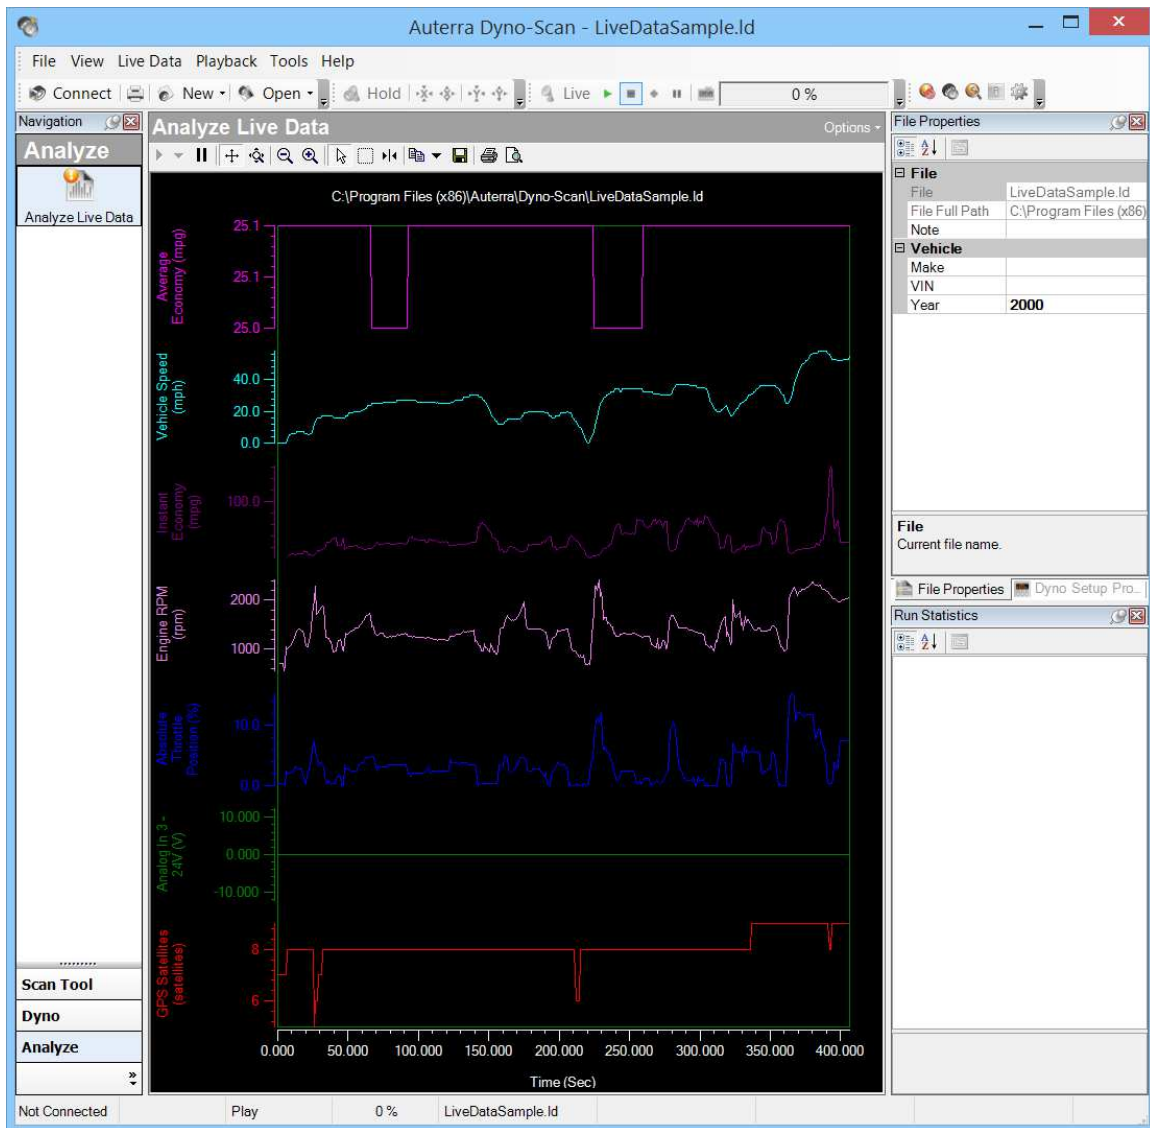 Auterra Dyno-Scan - LiveDataSample.ld
File View Live Data Playback Tools Help
Connect New Open Hold Live 0 %
Navigation
Analyze
Analyze Live Data
Analyze Live Data Options
C:\Program Files (x86)\Auterra\Dyno-Scan\LiveDataSample.ld
Average
Economy (mpg)
25.1
25.1
25.0
Vehicle Speed
(mph)
40.0
20.0
0.0
Instant
Economy
(mpg)
100.0
Engine RPM
(rpm)
2000
1000
Absolute
Throttle
Position (%)
10.0
0.0
Analog In 3 -
24V (V)
10.000
0.000
-10.000
GPS Satellites
(satellites)
8
6
0.000 50.000 100.000 150.000 200.000 250.000 300.000 350.000 400.000
Time (Sec)
File Properties
File
File LiveDataSample.ld
File Full Path C:\Program Files (x86)
Note
Vehicle
Make
VIN
Year 2000
File
Current file name.
File Properties Dyno Setup Pro...
Run Statistics
Scan Tool
Dyno
Analyze
Not Connected Play 0 % LiveDataSample.ld